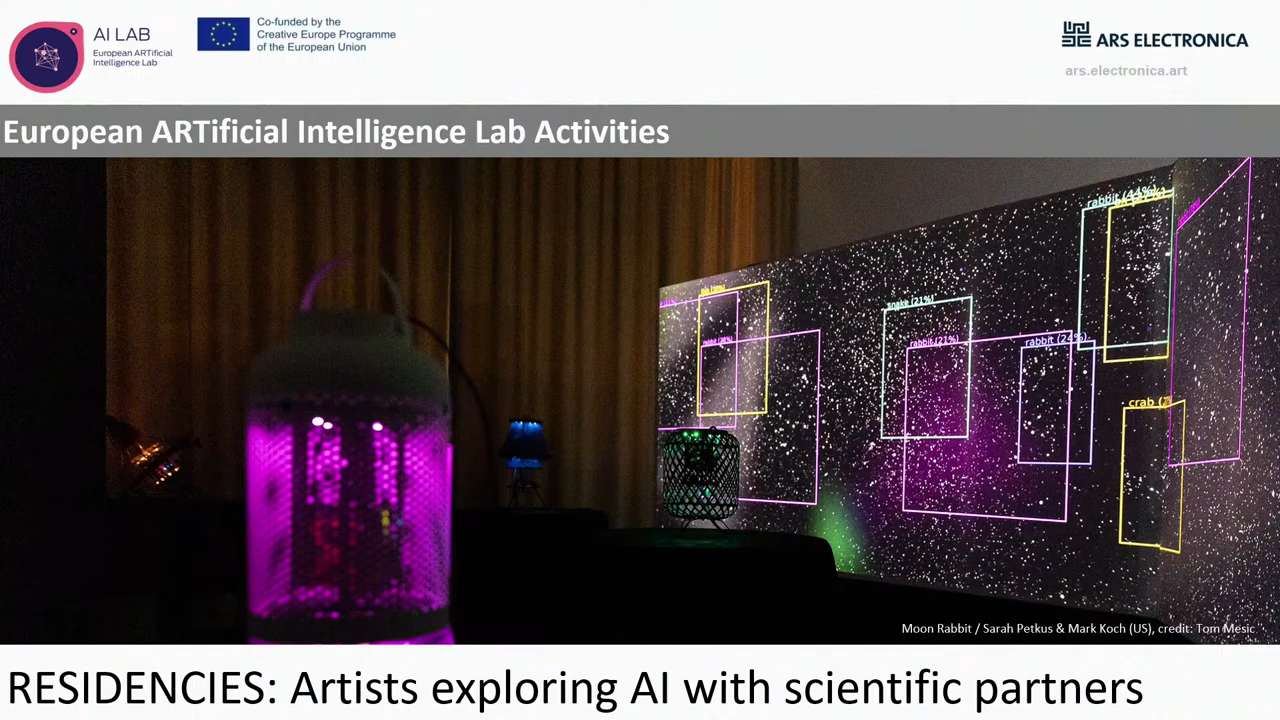 AI LAB
European ARTificial
Intelligence Lab
Co-funded by the
Creative Europe Programme
of the European Union
ARS ELECTRONICA
ars.electronica.art
European ARTificial Intelligence Lab Activities
rabbit (44%)
snake (21%)
rabbit (21%)
rabbit (24%)
crab
Moon Rabbit / Sarah Petkus & Mark Koch (US), credit: Tom Mesic
RESIDENCIES: Artists exploring AI with scientific partners